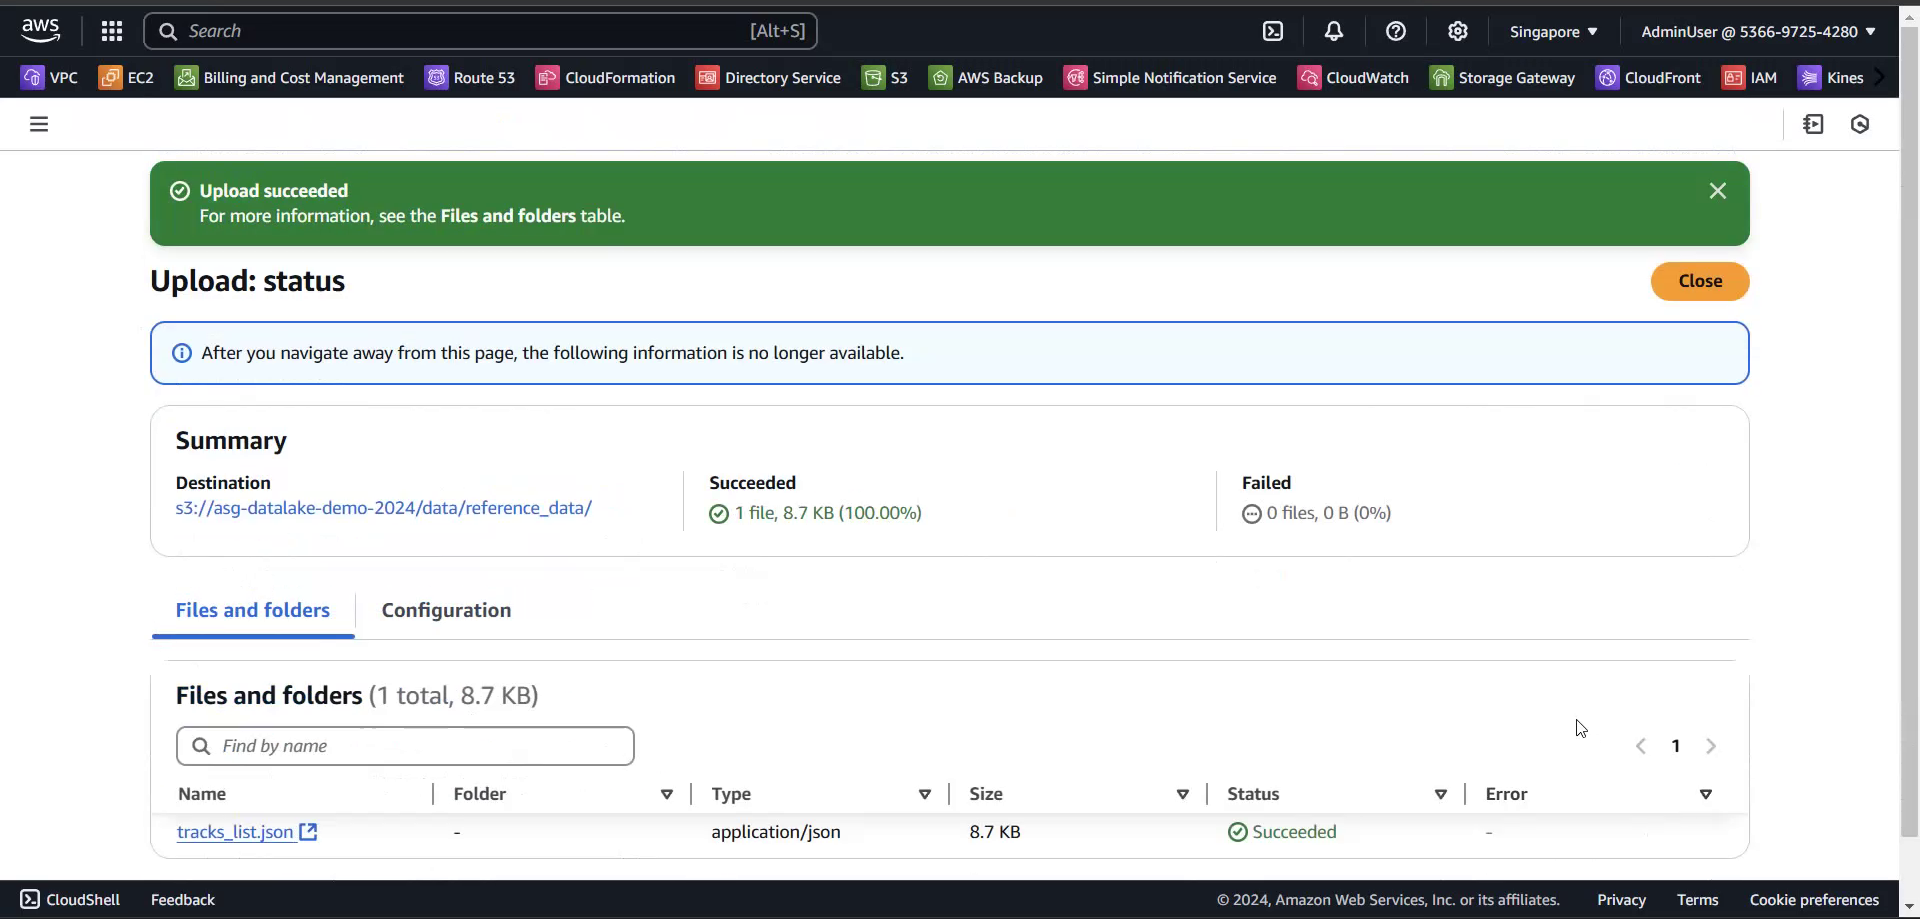 aws
Search [Alt+S]
Singapore AdminUser @ 5366-9725-4280
VPC EC2 Billing and Cost Management Route 53 CloudFormation Directory Service S3 AWS Backup Simple Notification Service CloudWatch Storage Gateway CloudFront IAM Kines
Upload succeeded
For more information, see the Files and folders table.
Upload: status
Close
After you navigate away from this page, the following information is no longer available.
Summary
Destination
s3://asg-datalake-demo-2024/data/reference_data/
Succeeded
1 file, 8.7 KB (100.00%)
Failed
0 files, 0 B (0%)
Files and folders Configuration
Files and folders (1 total, 8.7 KB)
Find by name
1
Name Folder Type Size Status Error
tracks_list.json - application/json 8.7 KB Succeeded -
CloudShell Feedback © 2024, Amazon Web Services, Inc. or its affiliates. Privacy Terms Cookie preferences